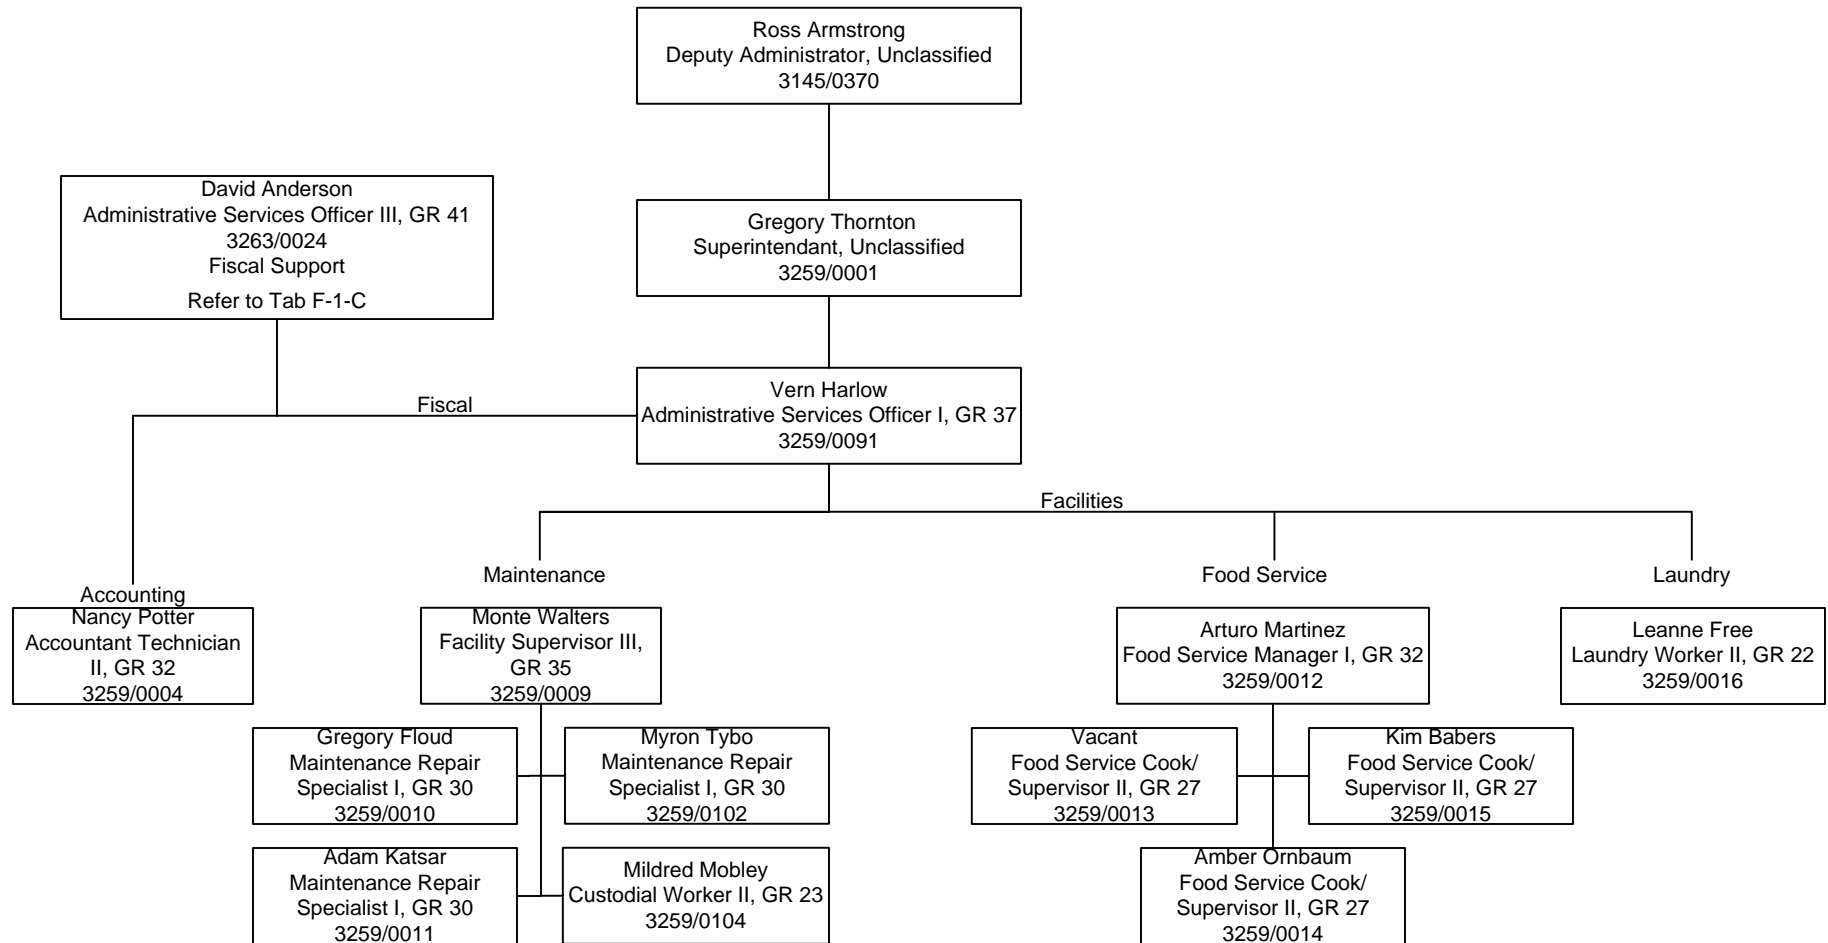 Ross Armstrong
Deputy Administrator, Unclassified
3145/0370
David Anderson
Administrative Services Officer III, GR 41
3263/0024
Fiscal Support
Refer to Tab F-1-C
Gregory Thornton
Superintendant, Unclassified
3259/0001
Vern Harlow
Administrative Services Officer I, GR 37
3259/0091
Fiscal
Facilities
Accounting
Nancy Potter
Accountant Technician
II, GR 32
3259/0004
Maintenance
Monte Walters
Facility Supervisor III,
GR 35
3259/0009
Gregory Floud
Maintenance Repair
Specialist I, GR 30
3259/0010
Myron Tybo
Maintenance Repair
Specialist I, GR 30
3259/0102
Adam Katsar
Maintenance Repair
Specialist I, GR 30
3259/0011
Mildred Mobley
Custodial Worker II, GR 23
3259/0104
Food Service
Arturo Martinez
Food Service Manager I, GR 32
3259/0012
Vacant
Food Service Cook/
Supervisor II, GR 27
3259/0013
Kim Babers
Food Service Cook/
Supervisor II, GR 27
3259/0015
Amber Ornbaum
Food Service Cook/
Supervisor II, GR 27
3259/0014
Laundry
Leanne Free
Laundry Worker II, GR 22
3259/0016